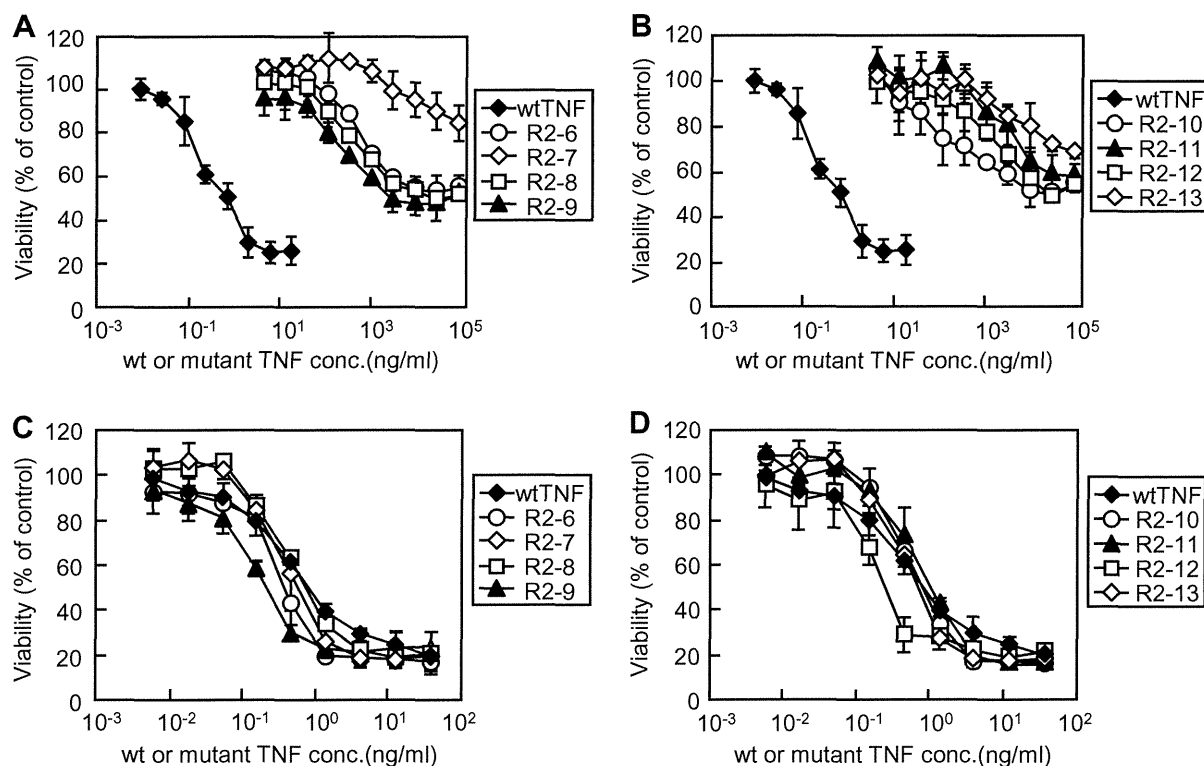 A
120
100
80
60
40
20
0
Viability (% of control)
10-3 10-1 101 103 105
wt or mutant TNF conc.(ng/ml)
wtTNF
R2-6
R2-7
R2-8
R2-9
B
120
100
80
60
40
20
0
Viability (% of control)
10-3 10-1 101 103 105
wt or mutant TNF conc.(ng/ml)
wtTNF
R2-10
R2-11
R2-12
R2-13
C
120
100
80
60
40
20
0
Viability (% of control)
10-3 10-2 10-1 100 101 102
wt or mutant TNF conc.(ng/ml)
wtTNF
R2-6
R2-7
R2-8
R2-9
D
120
100
80
60
40
20
0
Viability (% of control)
10-3 10-2 10-1 100 101 102
wt or mutant TNF conc.(ng/ml)
wtTNF
R2-10
R2-11
R2-12
R2-13